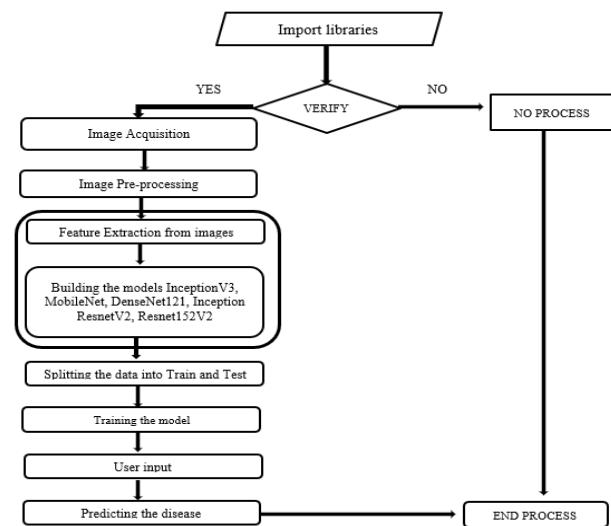 Import libraries
YES
NO
VERIFY
NO PROCESS
Image Acquisition
Image Pre-processing
Feature Extraction from images
Building the models InceptionV3,
MobileNet, DenseNet121, Inception
ResnetV2, Resnet152V2
Splitting the data into Train and Test
Training the model
User input
Predicting the disease
END PROCESS